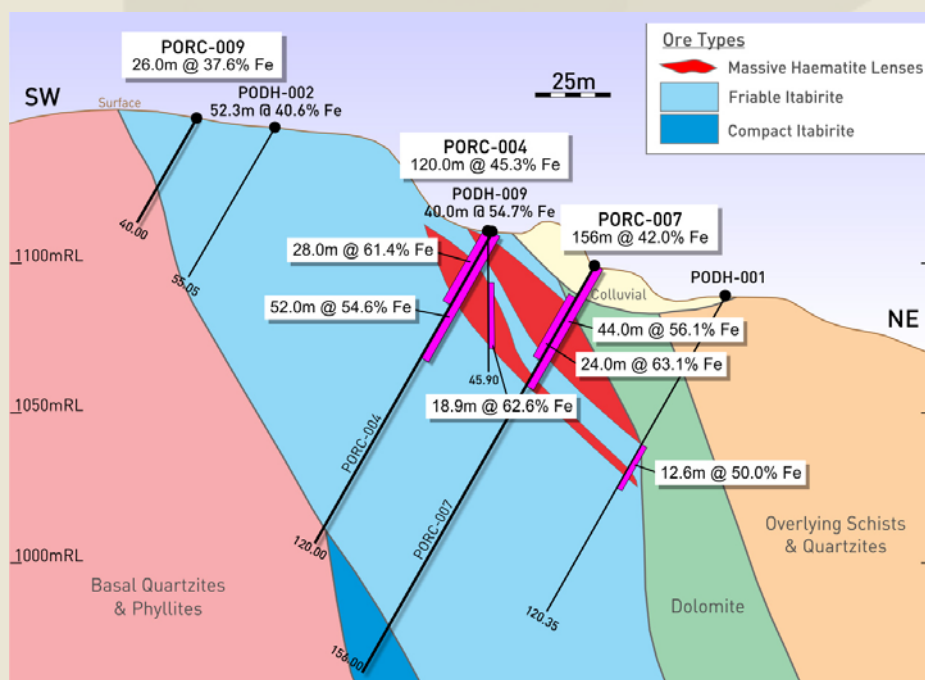 PORC-009
26.0m @ 37.6% Fe
SW
Surface
PODH-002
52.3m @ 40.6% Fe
25m
Ore Types
Massive Haematite Lenses
Friable Itabirite
Compact Itabirite
PORC-004
120.0m @ 45.3% Fe
PODH-009
40.0m @ 54.7% Fe
PORC-007
156m @ 42.0% Fe
PODH-001
NE
40.00
55.05
1100mRL
28.0m @ 61.4% Fe
Colluvial
52.0m @ 54.6% Fe
44.0m @ 56.1% Fe
24.0m @ 63.1% Fe
45.90
18.9m @ 62.6% Fe
1050mRL
PORC-004
12.6m @ 50.0% Fe
PORC-007
120.00
Overlying Schists
& Quartzites
1000mRL
Basal Quartzites
& Phyllites
120.35
Dolomite
156.00